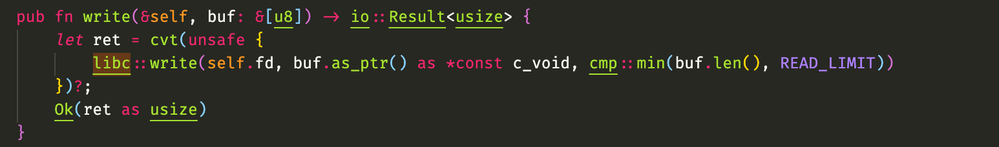 pub fn write(&self, buf: &[u8]) -> io::Result<usize> {
let ret = cvt(unsafe {
libc::write(self.fd, buf.as_ptr() as *const c_void, cmp::min(buf.len(), READ_LIMIT))
})?;
Ok(ret as usize)
}